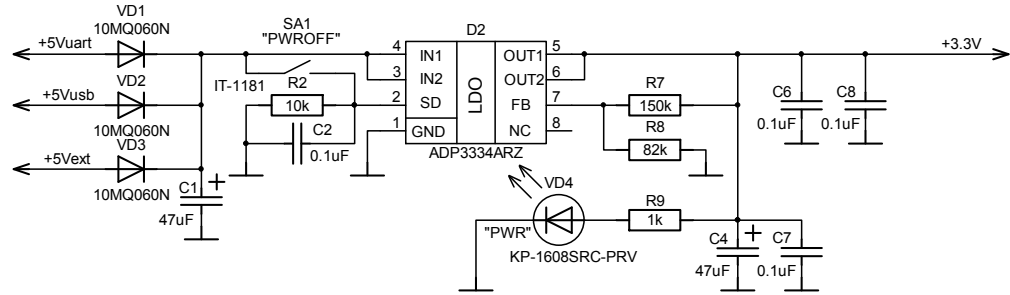 VD1
10MQ060N
+5Vuart
VD2
+5Vusb
10MQ060N
VD3
+5Vext
10MQ060N
C1
+
47uF
SA1
"PWROFF"
IT-1181
R2
10k
C2
0.1uF
D2
4 IN1 OUT1 5
3 IN2 OUT2 6
2 SD FB 7
1 GND NC 8
LDO
ADP3334ARZ
R7
150k
R8
82k
VD4
"PWR"
KP-1608SRC-PRV
R9
1k
C4
+
47uF
C7
0.1uF
C6
0.1uF
C8
0.1uF
+3.3V